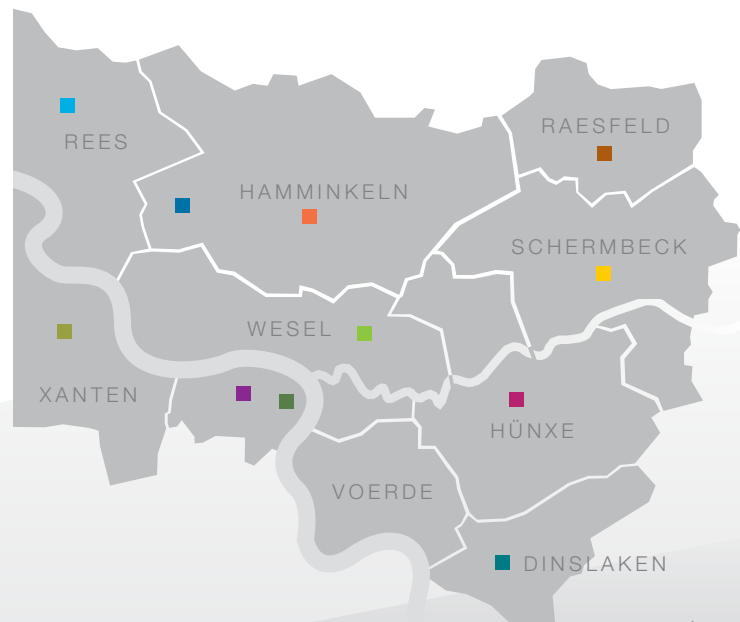 RAESFELD
REES
HAMMINKELN
SCHERMBECK
WESEL
XANTEN
HÜNXE
VOERDE
DINSLAKEN